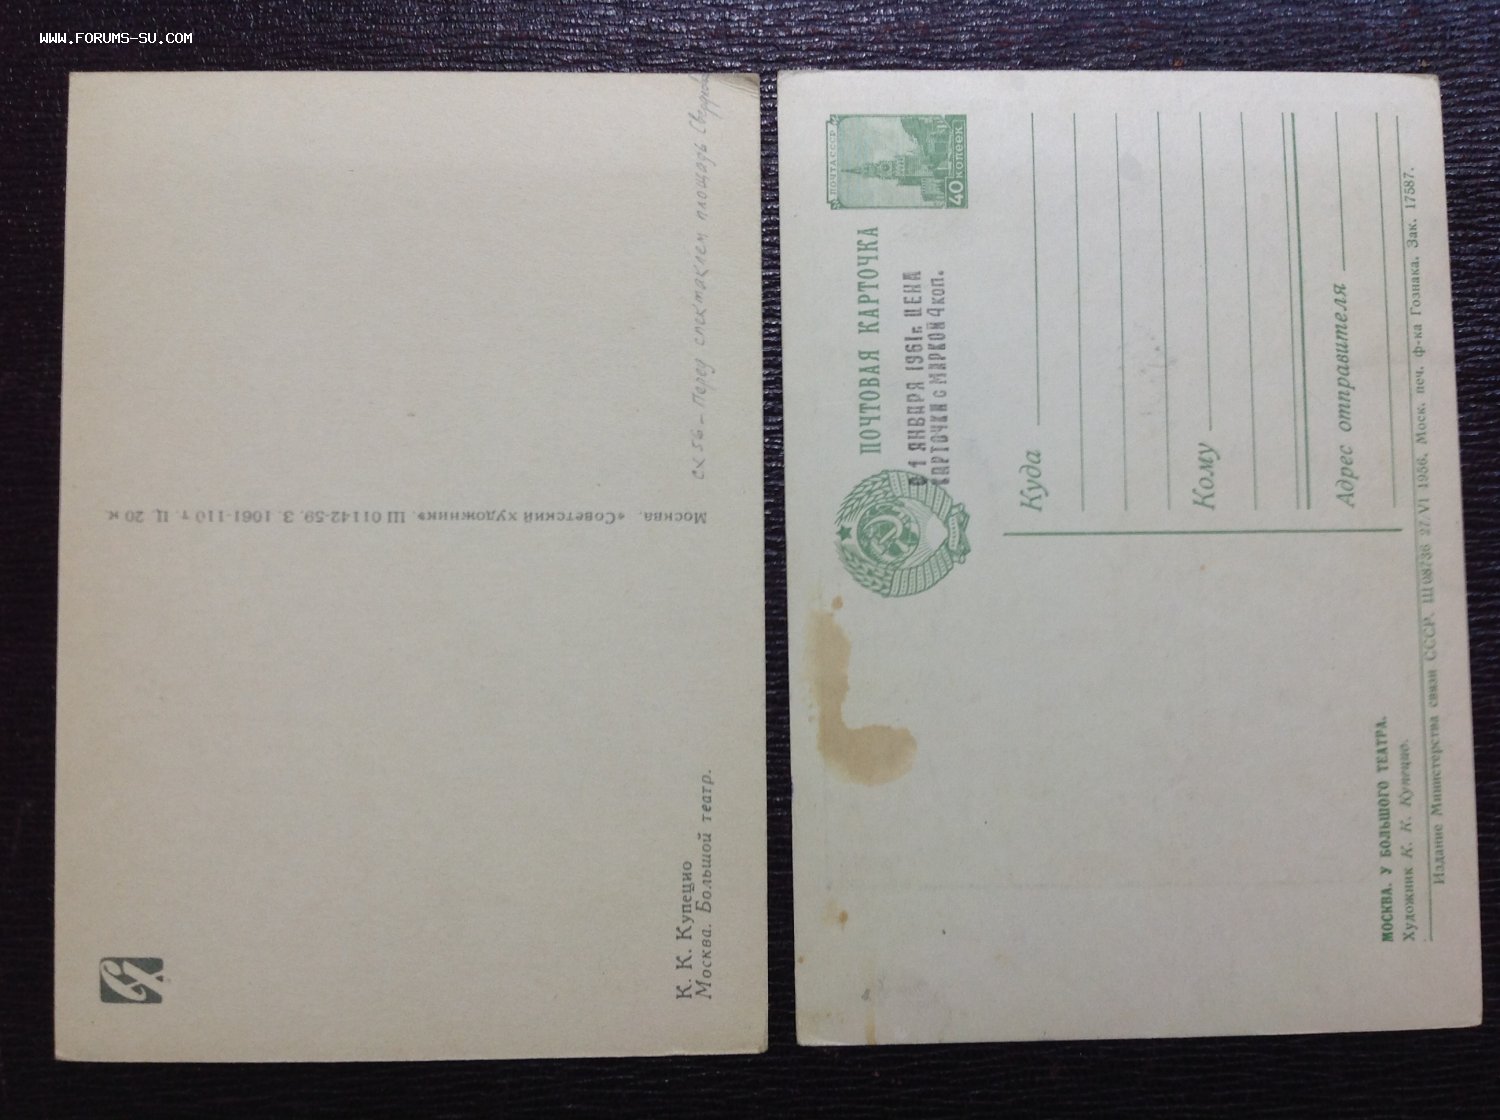 WWW.FORUMS-SU.COM
Сх 56 – Перед спектаклем площадь
Москва. «Советский художник». Ш 01142-59. З. 1061-110 т. Ц. 20 к
К. К. Купецио
Москва. Большой театр.
ПОЧТА СССР
40 КОПЕЕК
ПОЧТОВАЯ КАРТОЧКА
С 1 ЯНВАРЯ 1961 г. ЦЕНА
КАРТОЧКИ С МАРКОЙ 4 КОП.
Куда
Кому
Адрес отправителя
МОСКВА. У БОЛЬШОГО ТЕАТРА.
Художник К. К. Купецио.
Издание Министерства связи СССР. Щ 08736 27/VI 1956. Моск. печ. ф-ка Гознака. Зак. 17587.